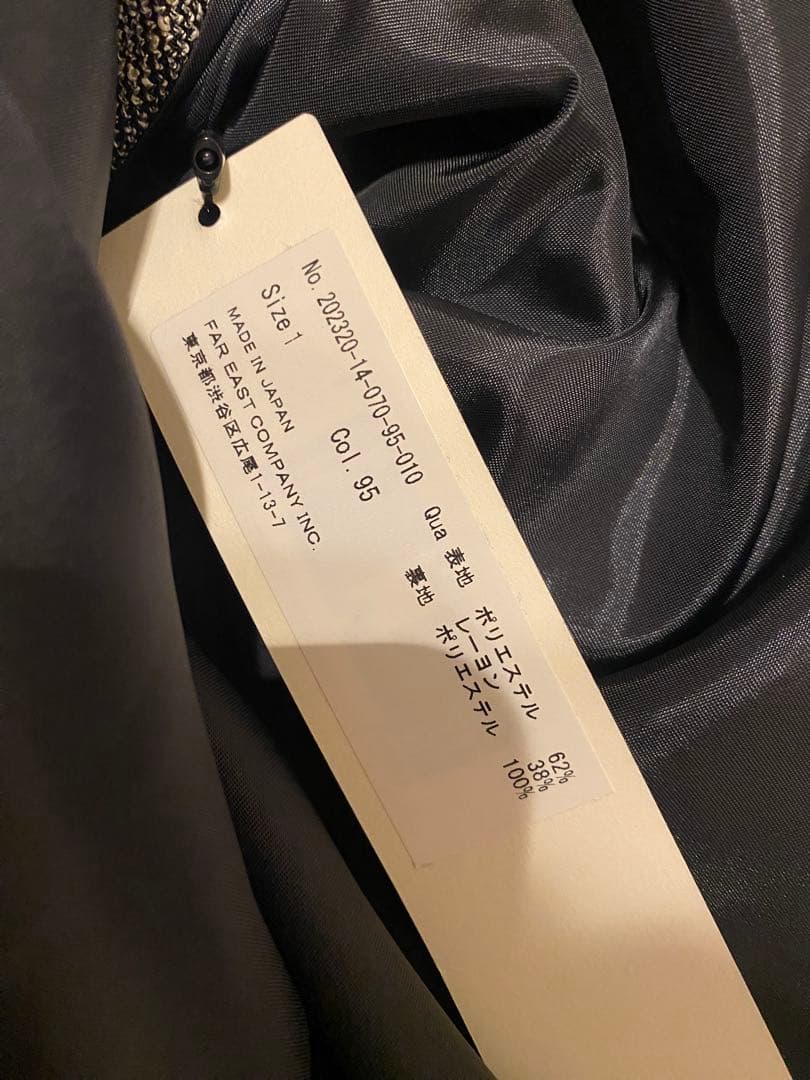 No. 202320-14-070-95-010
Size 1 Col. 95
MADE IN JAPAN
FAR EAST COMPANY INC.
東京都渋谷区広尾1-13-7
Qua 表地 ポリエステル 62%
レーヨン 38%
裏地 ポリエステル 100%